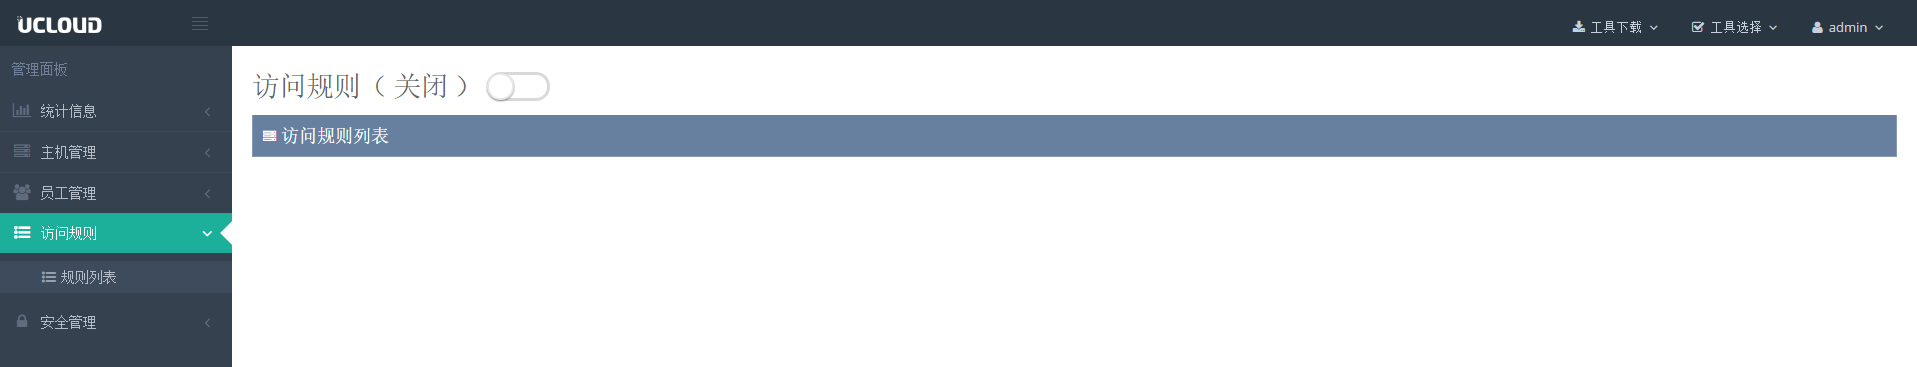 UCLOUD
工具下载
工具选择
admin
管理面板
统计信息
主机管理
员工管理
访问规则
规则列表
安全管理
访问规则（ 关闭 ）
访问规则列表